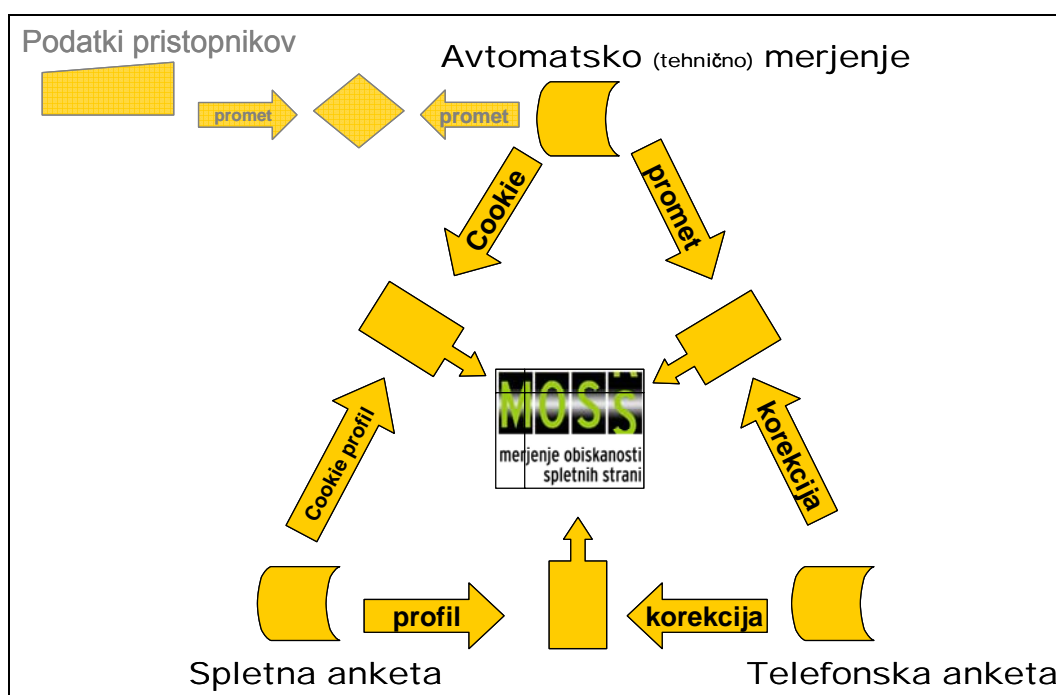 Podatki pristopnikov
Avtomatsko (tehnično) merjenje
promet
promet
Cookie
promet
MOSS
merjenje obiskanosti
spletnih strani
Cookie profil
korekcija
profil
korekcija
Spletna anketa
Telefonska anketa